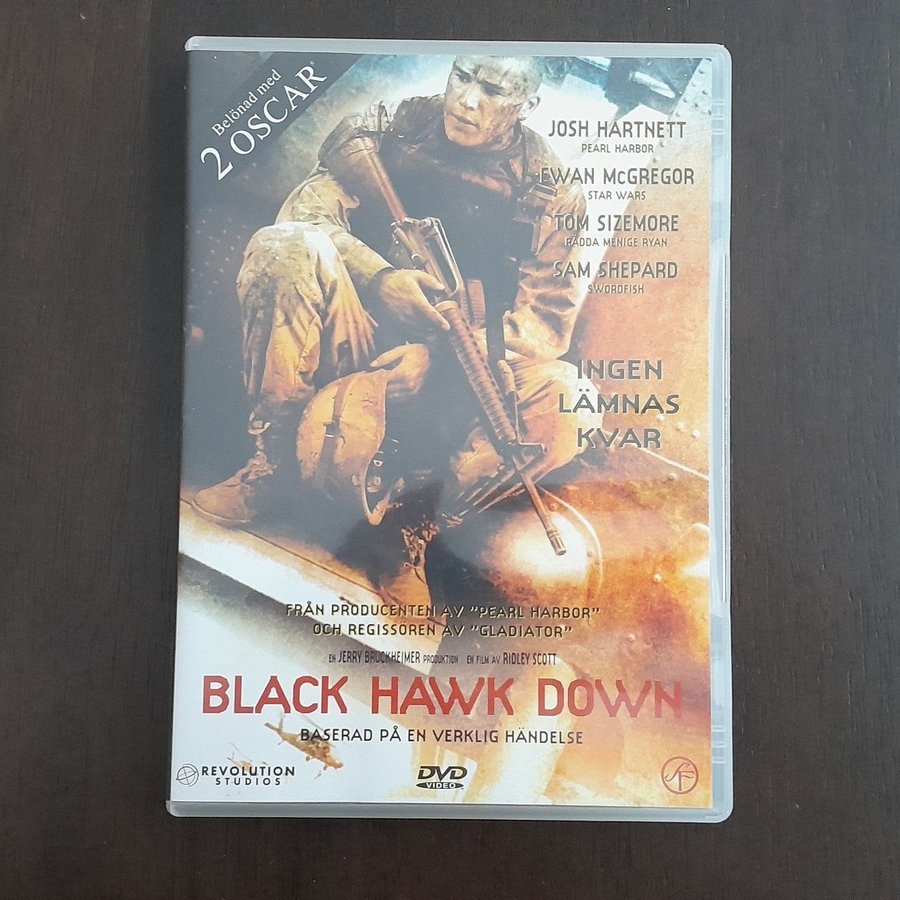 Belönad med
2 OSCAR
JOSH HARTNETT
PEARL HARBOR
EWAN McGREGOR
STAR WARS
TOM SIZEMORE
RÄDDA MENIGE RYAN
SAM SHEPARD
SWORDFISH
INGEN
LÄMNAS
KVAR
FRÅN PRODUCENTEN AV "PEARL HARBOR"
OCH REGISSÖREN AV "GLADIATOR"
EN JERRY BRUCKHEIMER PRODUKTION EN FILM AV RIDLEY SCOTT
BLACK HAWK DOWN
BASERAD PÅ EN VERKLIG HÄNDELSE
REVOLUTION
STUDIOS
DVD
VIDEO
SF